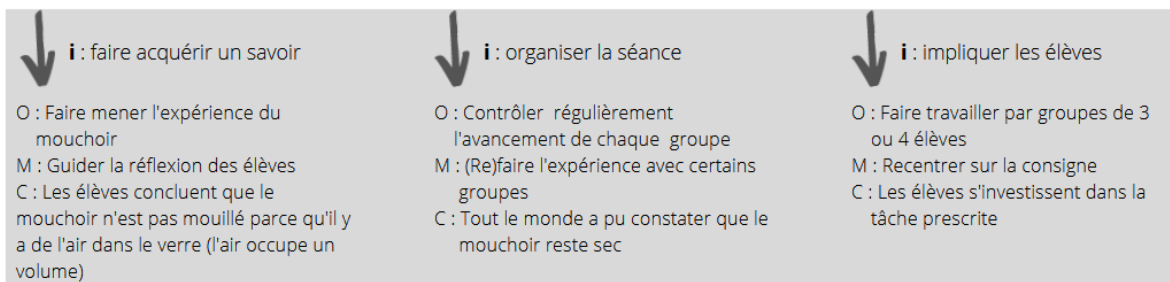 i : faire acquérir un savoir
O : Faire mener l'expérience du
mouchoir
M : Guider la réflexion des élèves
C : Les élèves concluent que le
mouchoir n'est pas mouillé parce qu'il y
a de l'air dans le verre (l'air occupe un
volume)
i : organiser la séance
O : Contrôler régulièrement
l'avancement de chaque groupe
M : (Re)faire l'expérience avec certains
groupes
C : Tout le monde a pu constater que le
mouchoir reste sec
i : impliquer les élèves
O : Faire travailler par groupes de 3
ou 4 élèves
M : Recentrer sur la consigne
C : Les élèves s'investissent dans la
tâche prescrite